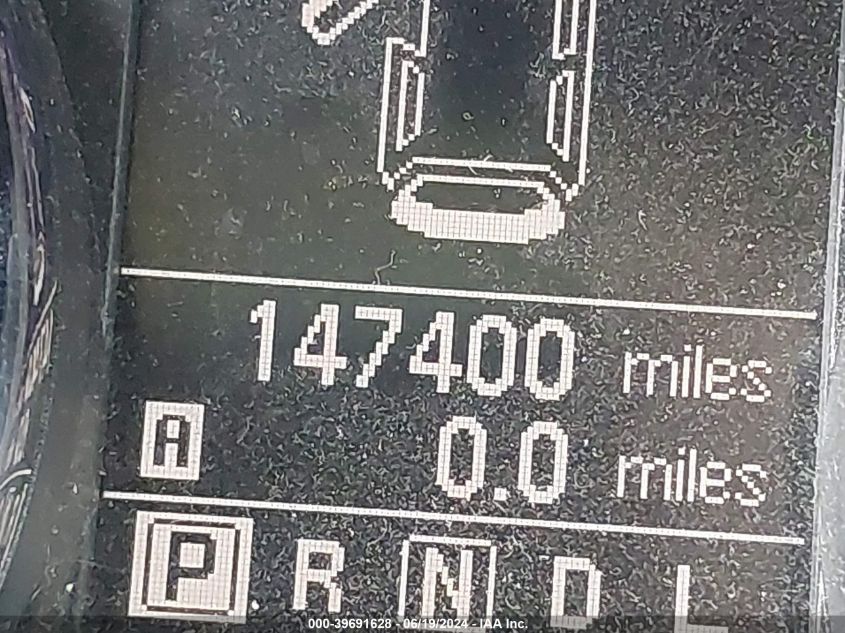 147400 miles
A 0.0 miles
P R N D L
000-39691628 - 06/19/2024 - IAA Inc.